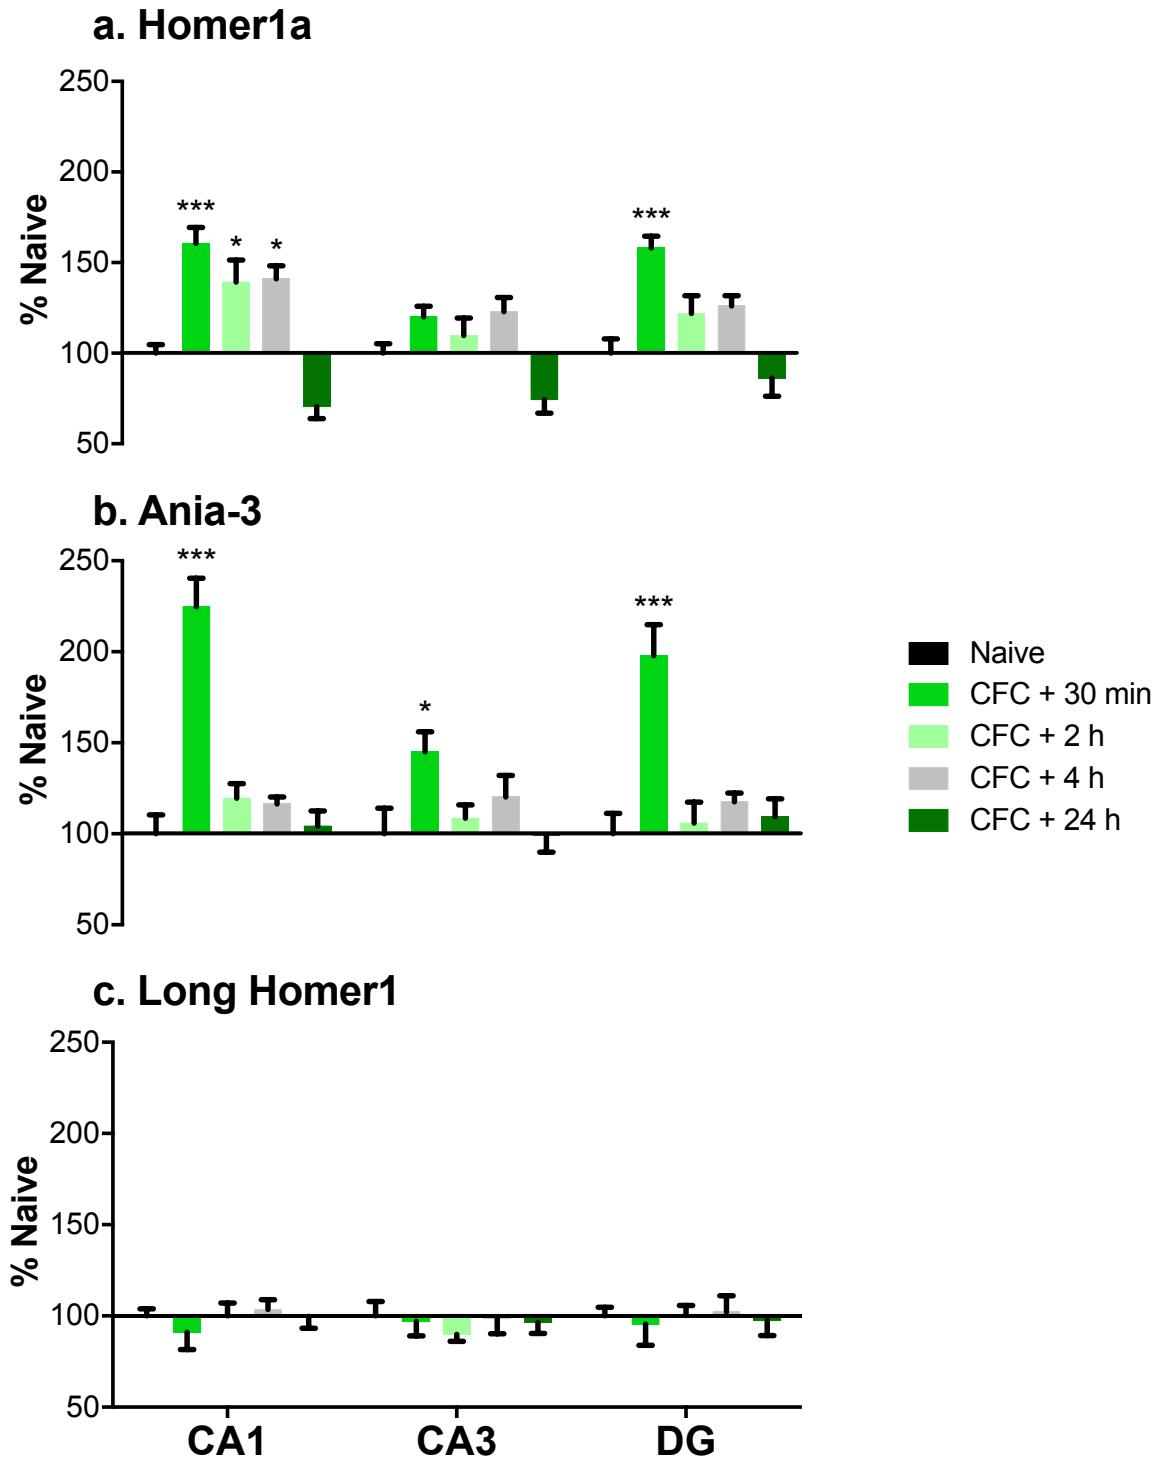 a. Homer1a
250
200
150
100
50
% Naive
***
*
*
***
b. Ania-3
250
200
150
100
50
% Naive
***
*
***
Naive
CFC + 30 min
CFC + 2 h
CFC + 4 h
CFC + 24 h
c. Long Homer1
250
200
150
100
50
% Naive
CA1
CA3
DG